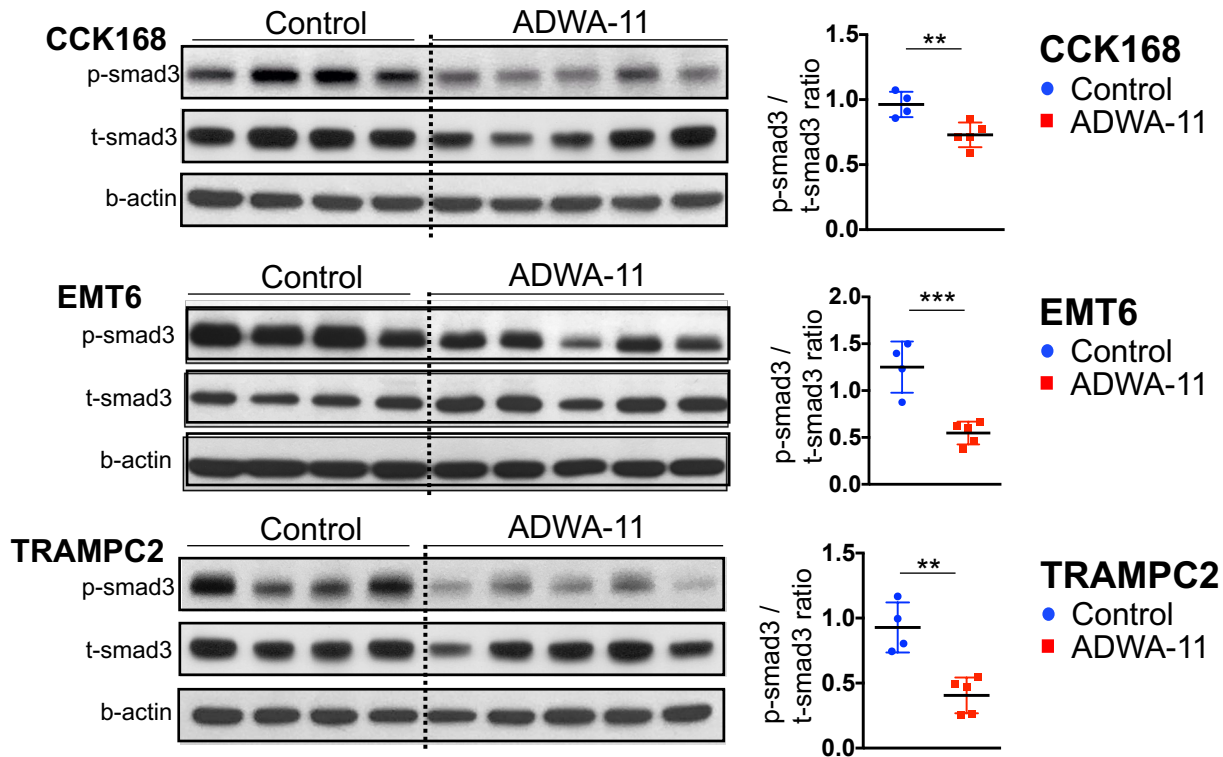 Control ADWA-11
CCK168
p-smad3
t-smad3
b-actin
p-smad3 /
t-smad3 ratio
1.5
1.0
0.5
0.0
**
CCK168
Control
ADWA-11
Control ADWA-11
EMT6
p-smad3
t-smad3
b-actin
p-smad3 /
t-smad3 ratio
2.0
1.5
1.0
0.5
0.0
***
EMT6
Control
ADWA-11
Control ADWA-11
TRAMPC2
p-smad3
t-smad3
b-actin
p-smad3 /
t-smad3 ratio
1.5
1.0
0.5
0.0
**
TRAMPC2
Control
ADWA-11